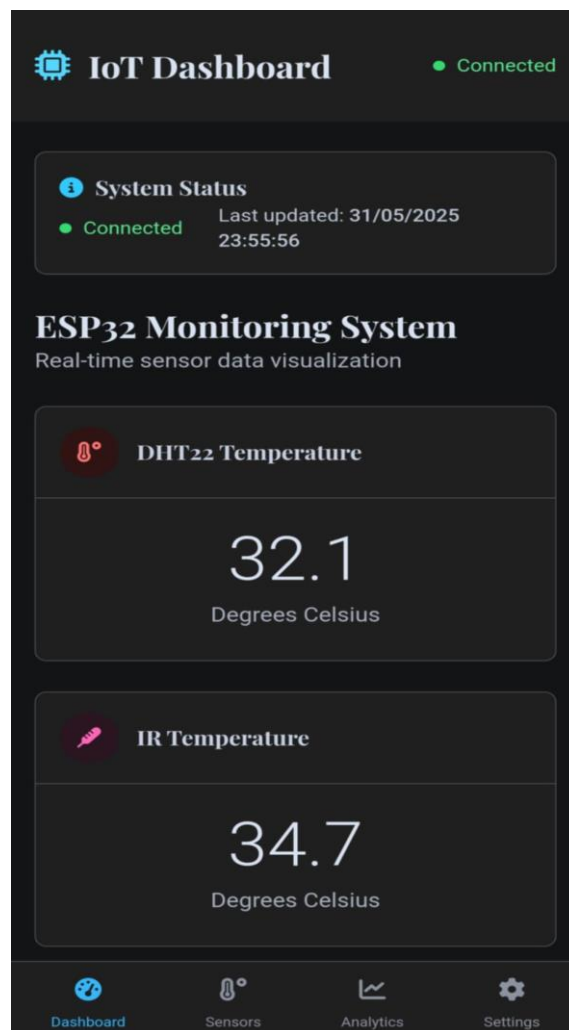 IoT Dashboard
Connected
System Status
Connected
Last updated: 31/05/2025
23:55:56
ESP32 Monitoring System
Real-time sensor data visualization
DHT22 Temperature
32.1
Degrees Celsius
IR Temperature
34.7
Degrees Celsius
Dashboard
Sensors
Analytics
Settings